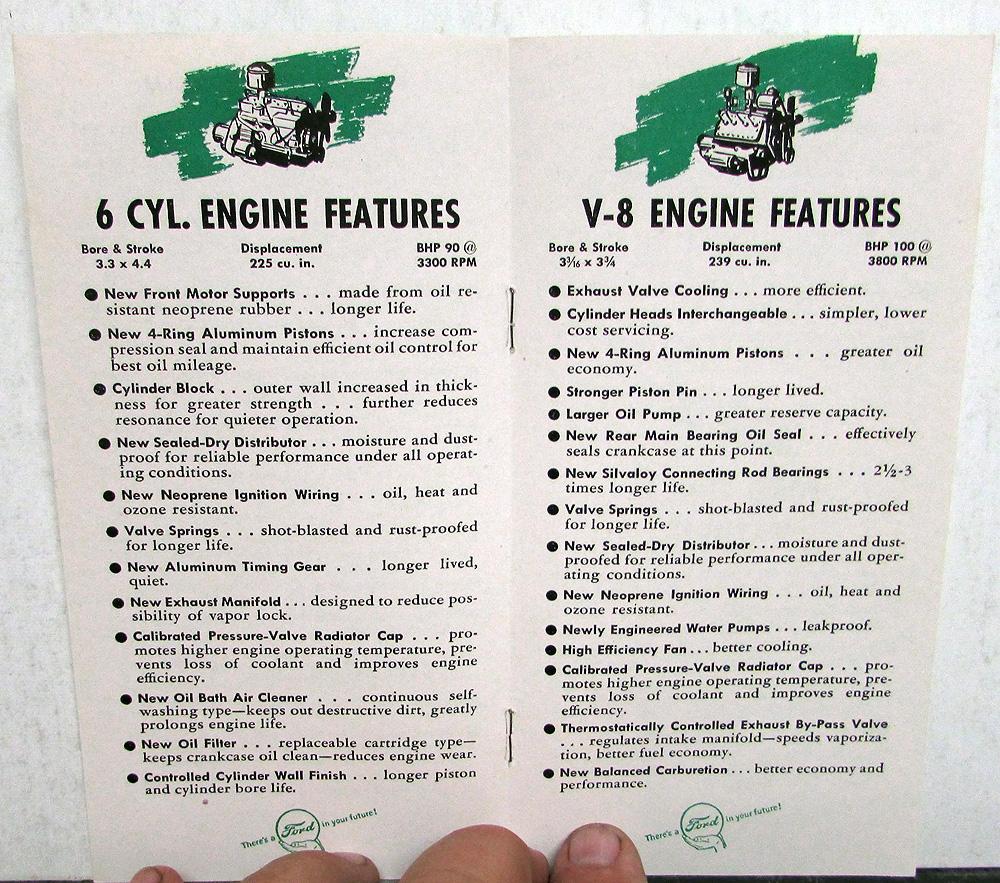 6 CYL. ENGINE FEATURES
Bore & Stroke Displacement BHP 90 @
3.3 x 4.4 225 cu. in. 3300 RPM
● New Front Motor Supports . . . made from oil re-
sistant neoprene rubber . . . longer life.
● New 4-Ring Aluminum Pistons . . . increase com-
pression seal and maintain efficient oil control for
best oil mileage.
● Cylinder Block . . . outer wall increased in thick-
ness for greater strength . . . further reduces
resonance for quieter operation.
● New Sealed-Dry Distributor . . . moisture and dust-
proof for reliable performance under all operat-
ing conditions.
● New Neoprene Ignition Wiring . . . oil, heat and
ozone resistant.
● Valve Springs . . . shot-blasted and rust-proofed
for longer life.
● New Aluminum Timing Gear . . . longer lived,
quiet.
● New Exhaust Manifold . . . designed to reduce pos-
sibility of vapor lock.
● Calibrated Pressure-Valve Radiator Cap . . . pro-
motes higher engine operating temperature, pre-
vents loss of coolant and improves engine
efficiency.
● New Oil Bath Air Cleaner . . . continuous self-
washing type—keeps out destructive dirt, greatly
prolongs engine life.
● New Oil Filter . . . replaceable cartridge type—
keeps crankcase oil clean—reduces engine wear.
● Controlled Cylinder Wall Finish . . . longer piston
and cylinder bore life.
There's a Ford in your future!
V-8 ENGINE FEATURES
Bore & Stroke Displacement BHP 100 @
3 3/16 x 3 3/4 239 cu. in. 3800 RPM
● Exhaust Valve Cooling . . . more efficient.
● Cylinder Heads Interchangeable . . . simpler, lower
cost servicing.
● New 4-Ring Aluminum Pistons . . . greater oil
economy.
● Stronger Piston Pin . . . longer lived.
● Larger Oil Pump . . . greater reserve capacity.
● New Rear Main Bearing Oil Seal . . . effectively
seals crankcase at this point.
● New Silvaloy Connecting Rod Bearings . . . 2½-3
times longer life.
● Valve Springs . . . shot-blasted and rust-proofed
for longer life.
● New Sealed-Dry Distributor . . . moisture and dust-
proofed for reliable performance under all oper-
ating conditions.
● New Neoprene Ignition Wiring . . . oil, heat and
ozone resistant.
● Newly Engineered Water Pumps . . . leakproof.
● High Efficiency Fan . . . better cooling.
● Calibrated Pressure-Valve Radiator Cap . . . pro-
motes higher engine operating temperature, pre-
vents loss of coolant and improves engine
efficiency.
● Thermostatically Controlled Exhaust By-Pass Valve
. . . regulates intake manifold—speeds vaporiza-
tion, better fuel economy.
● New Balanced Carburetion . . . better economy and
performance.
There's a Ford in your future!